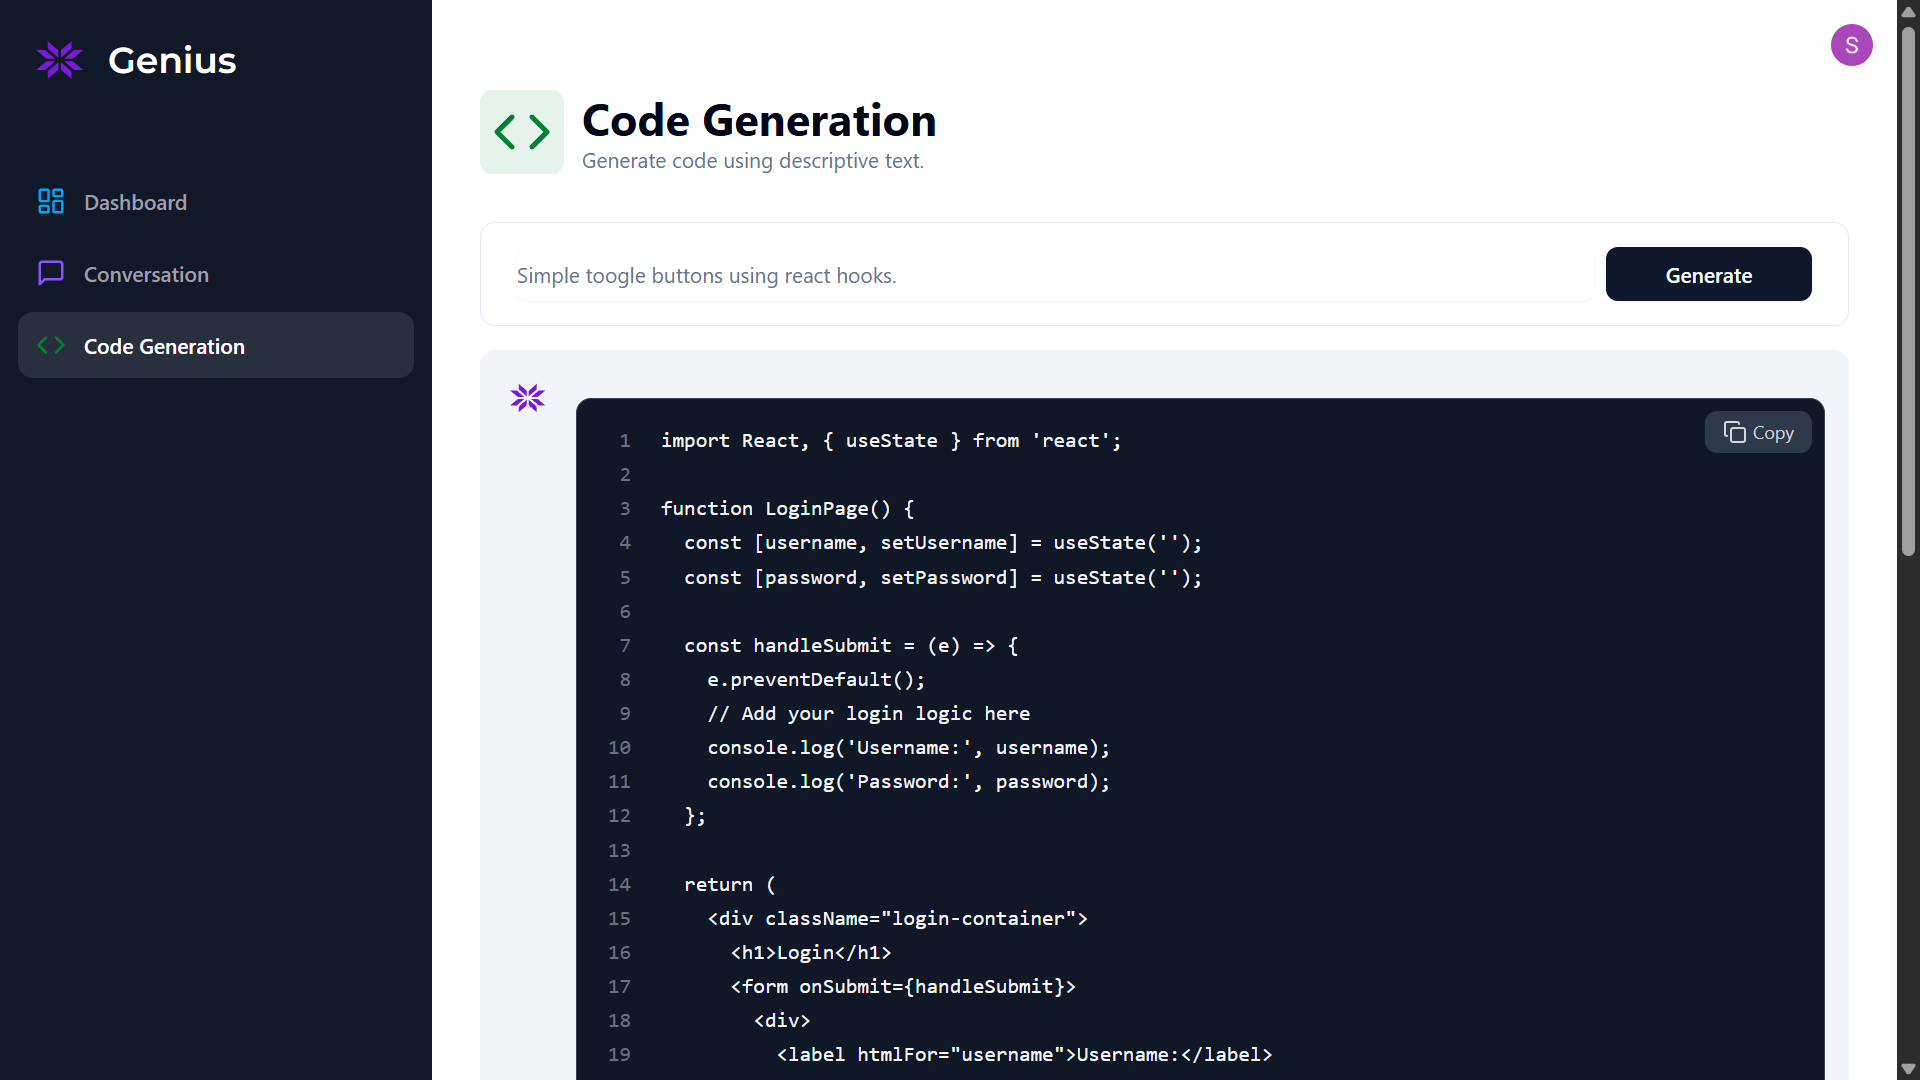 Genius
Dashboard
Conversation
Code Generation
S
Code Generation
Generate code using descriptive text.
Simple toogle buttons using react hooks.
Generate
Copy
1 import React, { useState } from 'react';
2
3 function LoginPage() {
4   const [username, setUsername] = useState('');
5   const [password, setPassword] = useState('');
6
7   const handleSubmit = (e) => {
8     e.preventDefault();
9     // Add your login logic here
10     console.log('Username:', username);
11     console.log('Password:', password);
12   };
13
14   return (
15     <div className="login-container">
16       <h1>Login</h1>
17       <form onSubmit={handleSubmit}>
18         <div>
19           <label htmlFor="username">Username:</label>